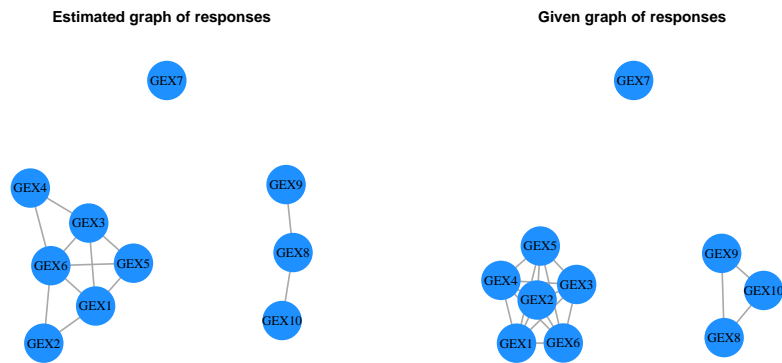 Estimated graph of responses
GEX7
GEX4
GEX9
GEX3
GEX8
GEX6
GEX5
GEX1
GEX10
GEX2
Given graph of responses
GEX7
GEX5
GEX9
GEX4
GEX3
GEX10
GEX2
GEX8
GEX1
GEX6